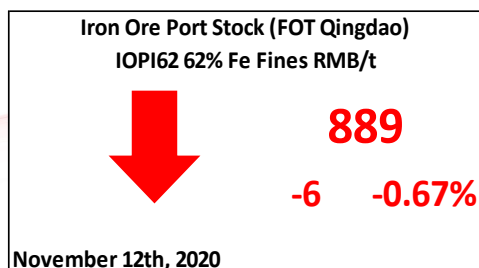 Iron Ore Port Stock (FOT Qingdao)
IOPI62 62% Fe Fines RMB/t
889
-6 -0.67%
November 12th, 2020